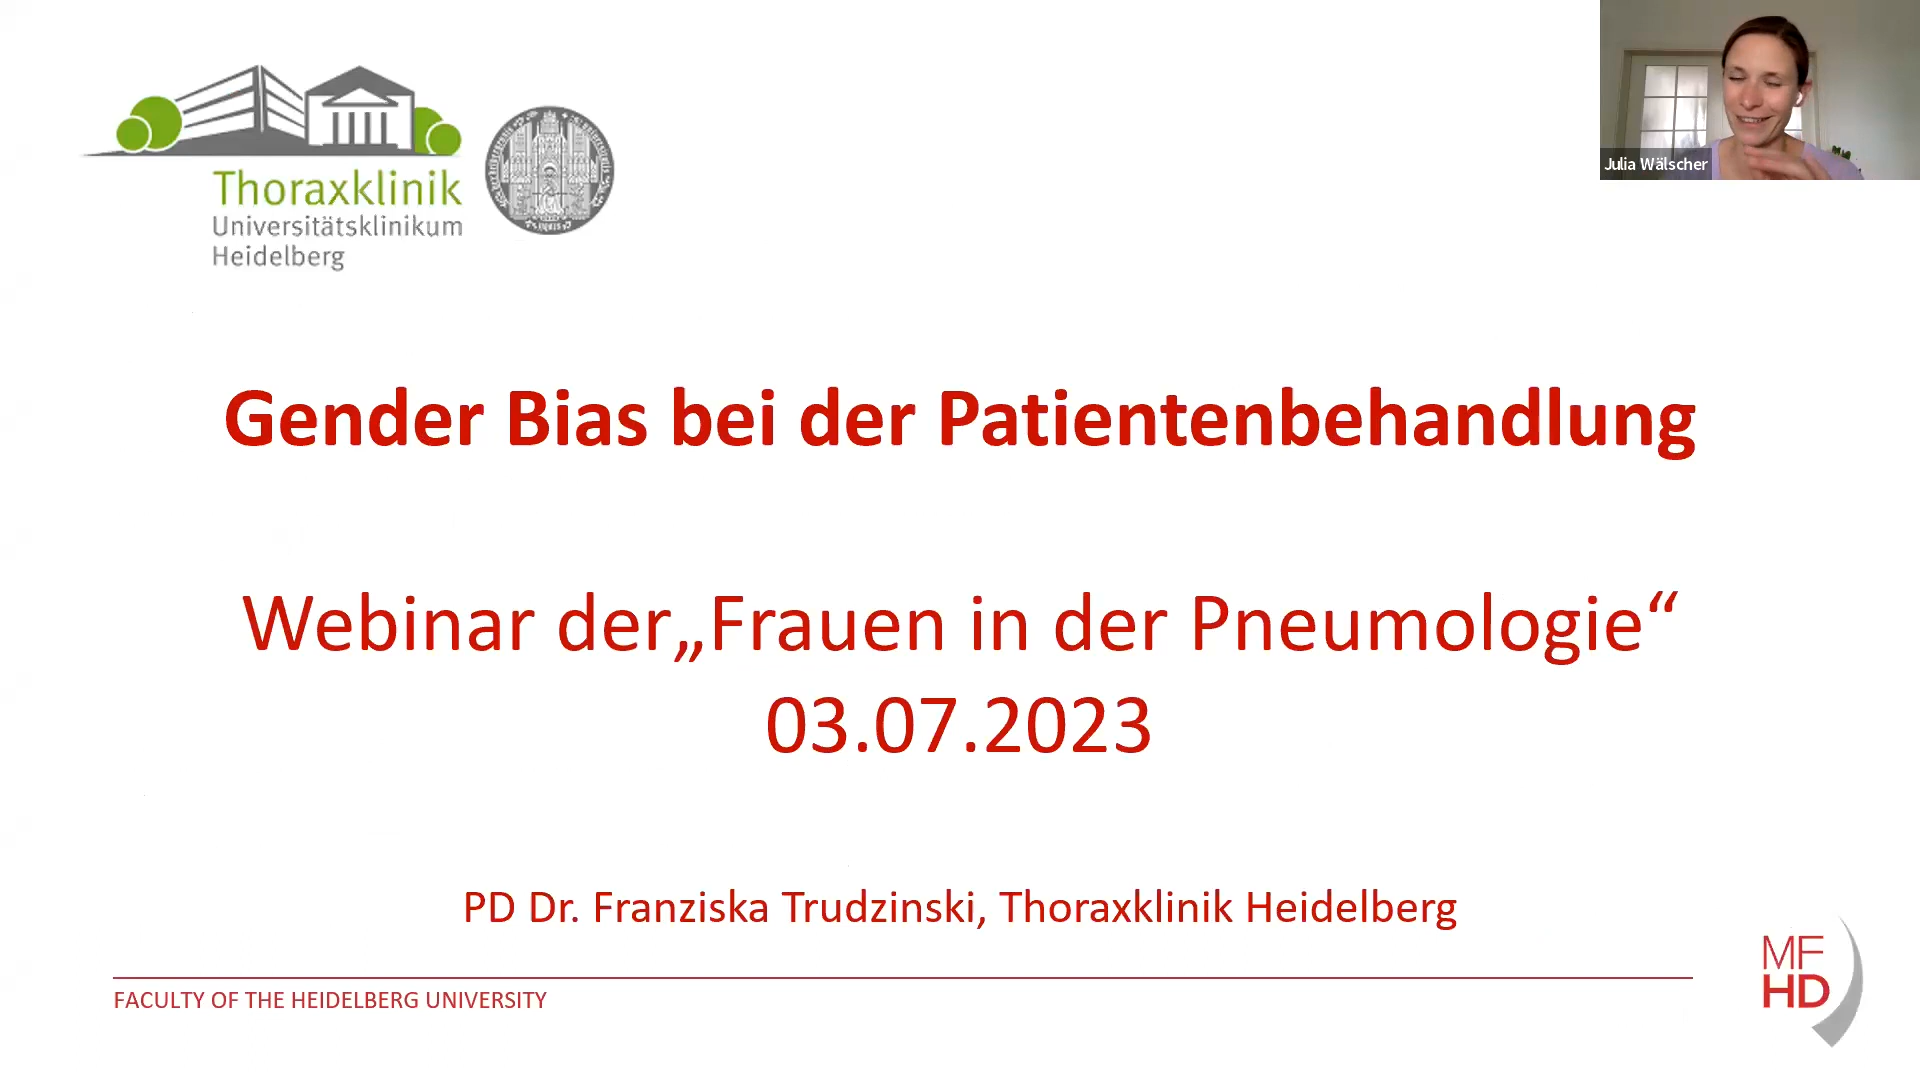 Thoraxklinik
Universitätsklinikum
Heidelberg
Julia Wälscher
Gender Bias bei der Patientenbehandlung
Webinar der„Frauen in der Pneumologie“
03.07.2023
PD Dr. Franziska Trudzinski, Thoraxklinik Heidelberg
FACULTY OF THE HEIDELBERG UNIVERSITY
MF
HD